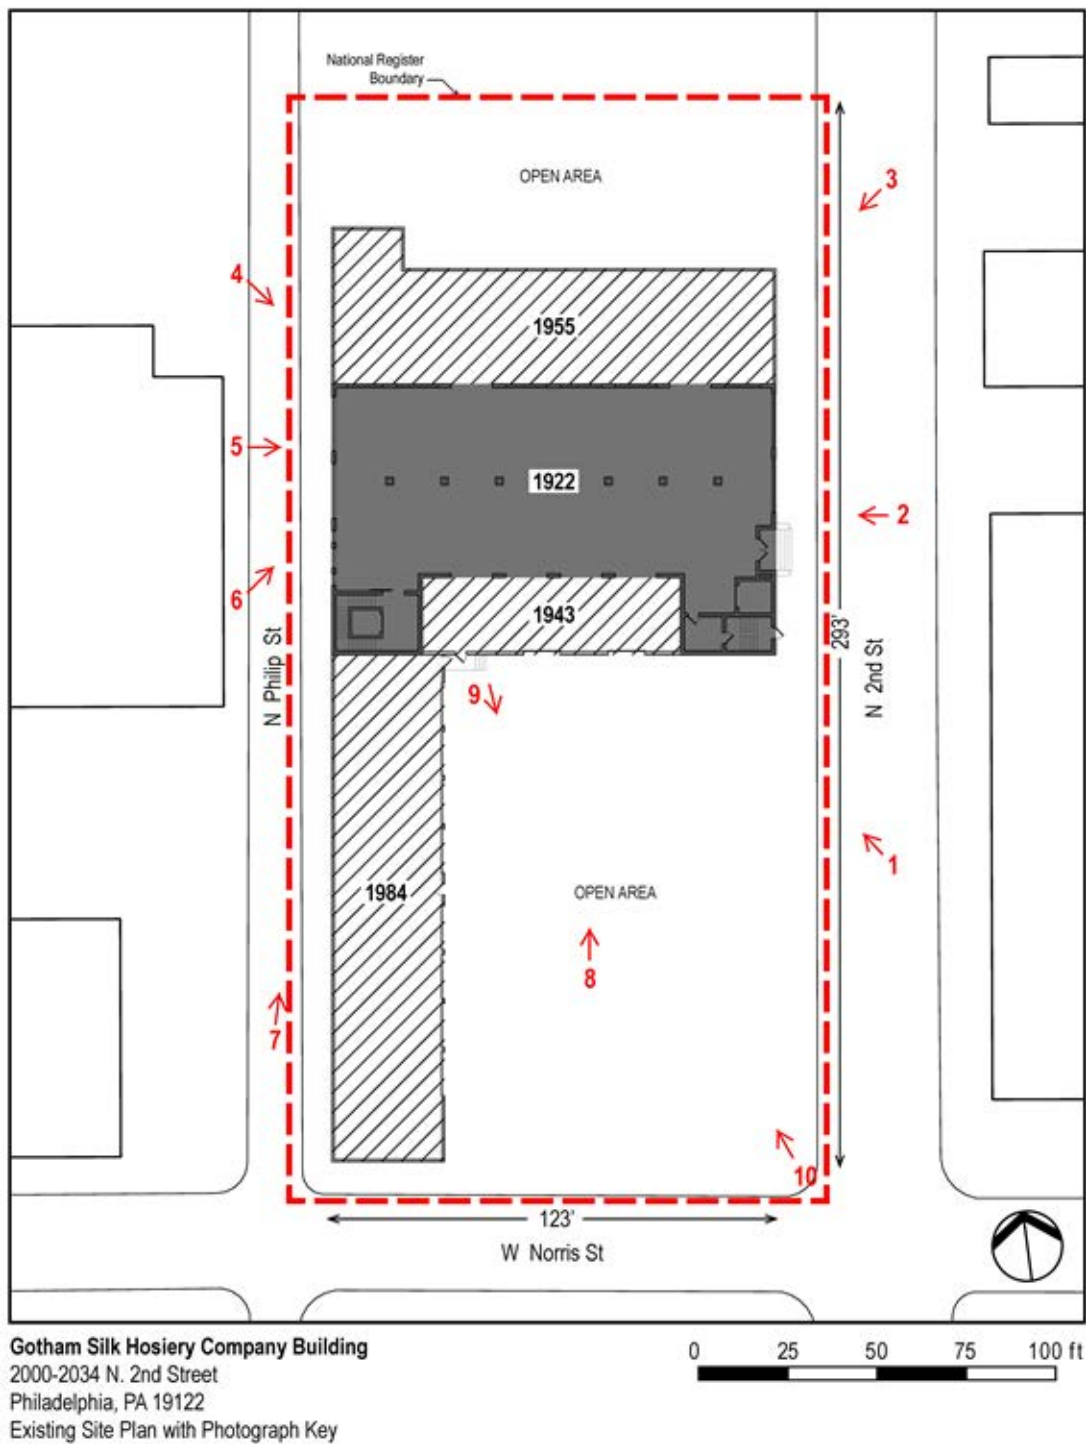 National Register
Boundary
OPEN AREA
3
4
1955
5
1922
2
6
1943
293'
N Philip St
N 2nd St
9
1
1984
OPEN AREA
8
7
10
123'
W Norris St
Gotham Silk Hosiery Company Building
2000-2034 N. 2nd Street
Philadelphia, PA 19122
Existing Site Plan with Photograph Key
0 25 50 75 100 ft